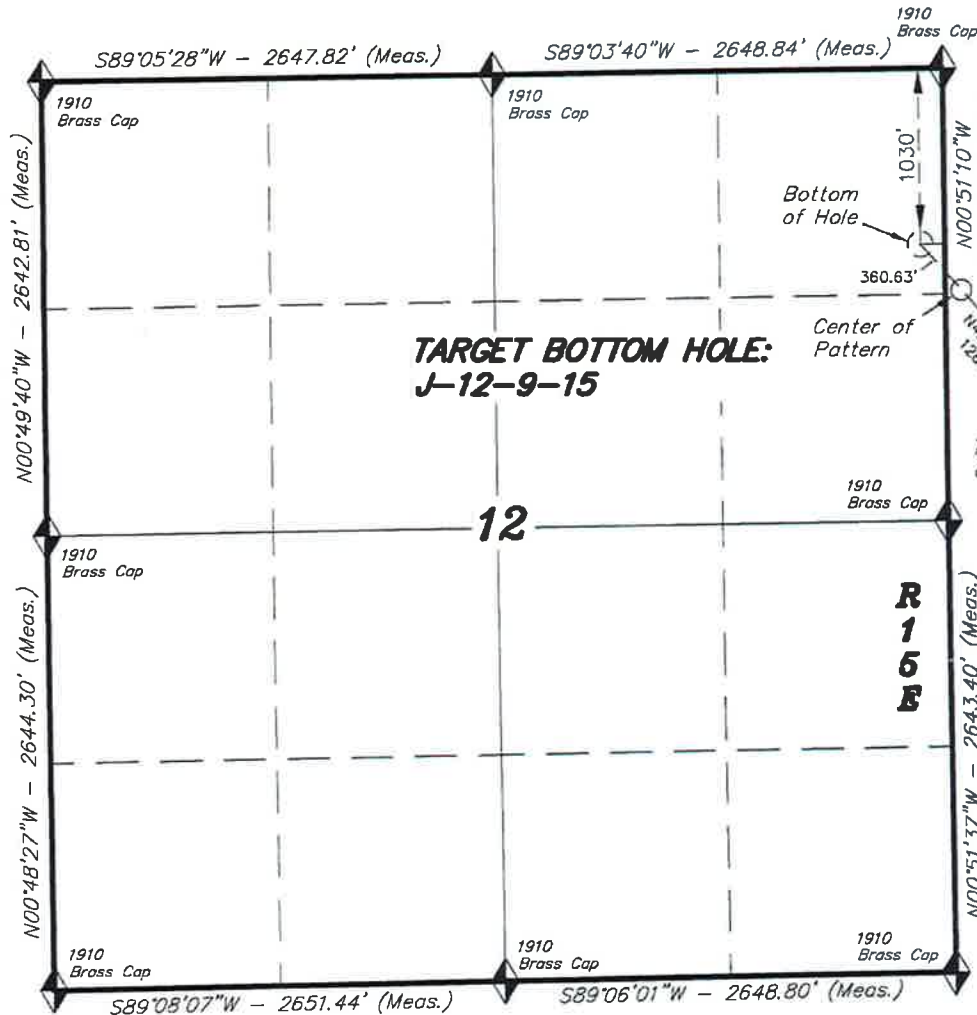 1910
Brass Cap
S89°05'28"W - 2647.82' (Meas.)
S89°03'40"W - 2648.84' (Meas.)
1910
Brass Cap
1910
Brass Cap
N00°49'40"W - 2642.81' (Meas.)
1030'
N00°51'10"W
Bottom
of Hole
360.63'
Center of
Pattern
TARGET BOTTOM HOLE:
J-12-9-15
1910
Brass Cap
12
1910
Brass Cap
R
1
5
E
N00°48'27"W - 2644.30' (Meas.)
N00°51'37"W - 2643.40' (Meas.)
1910
Brass Cap
1910
Brass Cap
1910
Brass Cap
S89°08'07"W - 2651.44' (Meas.)
S89°06'01"W - 2648.80' (Meas.)